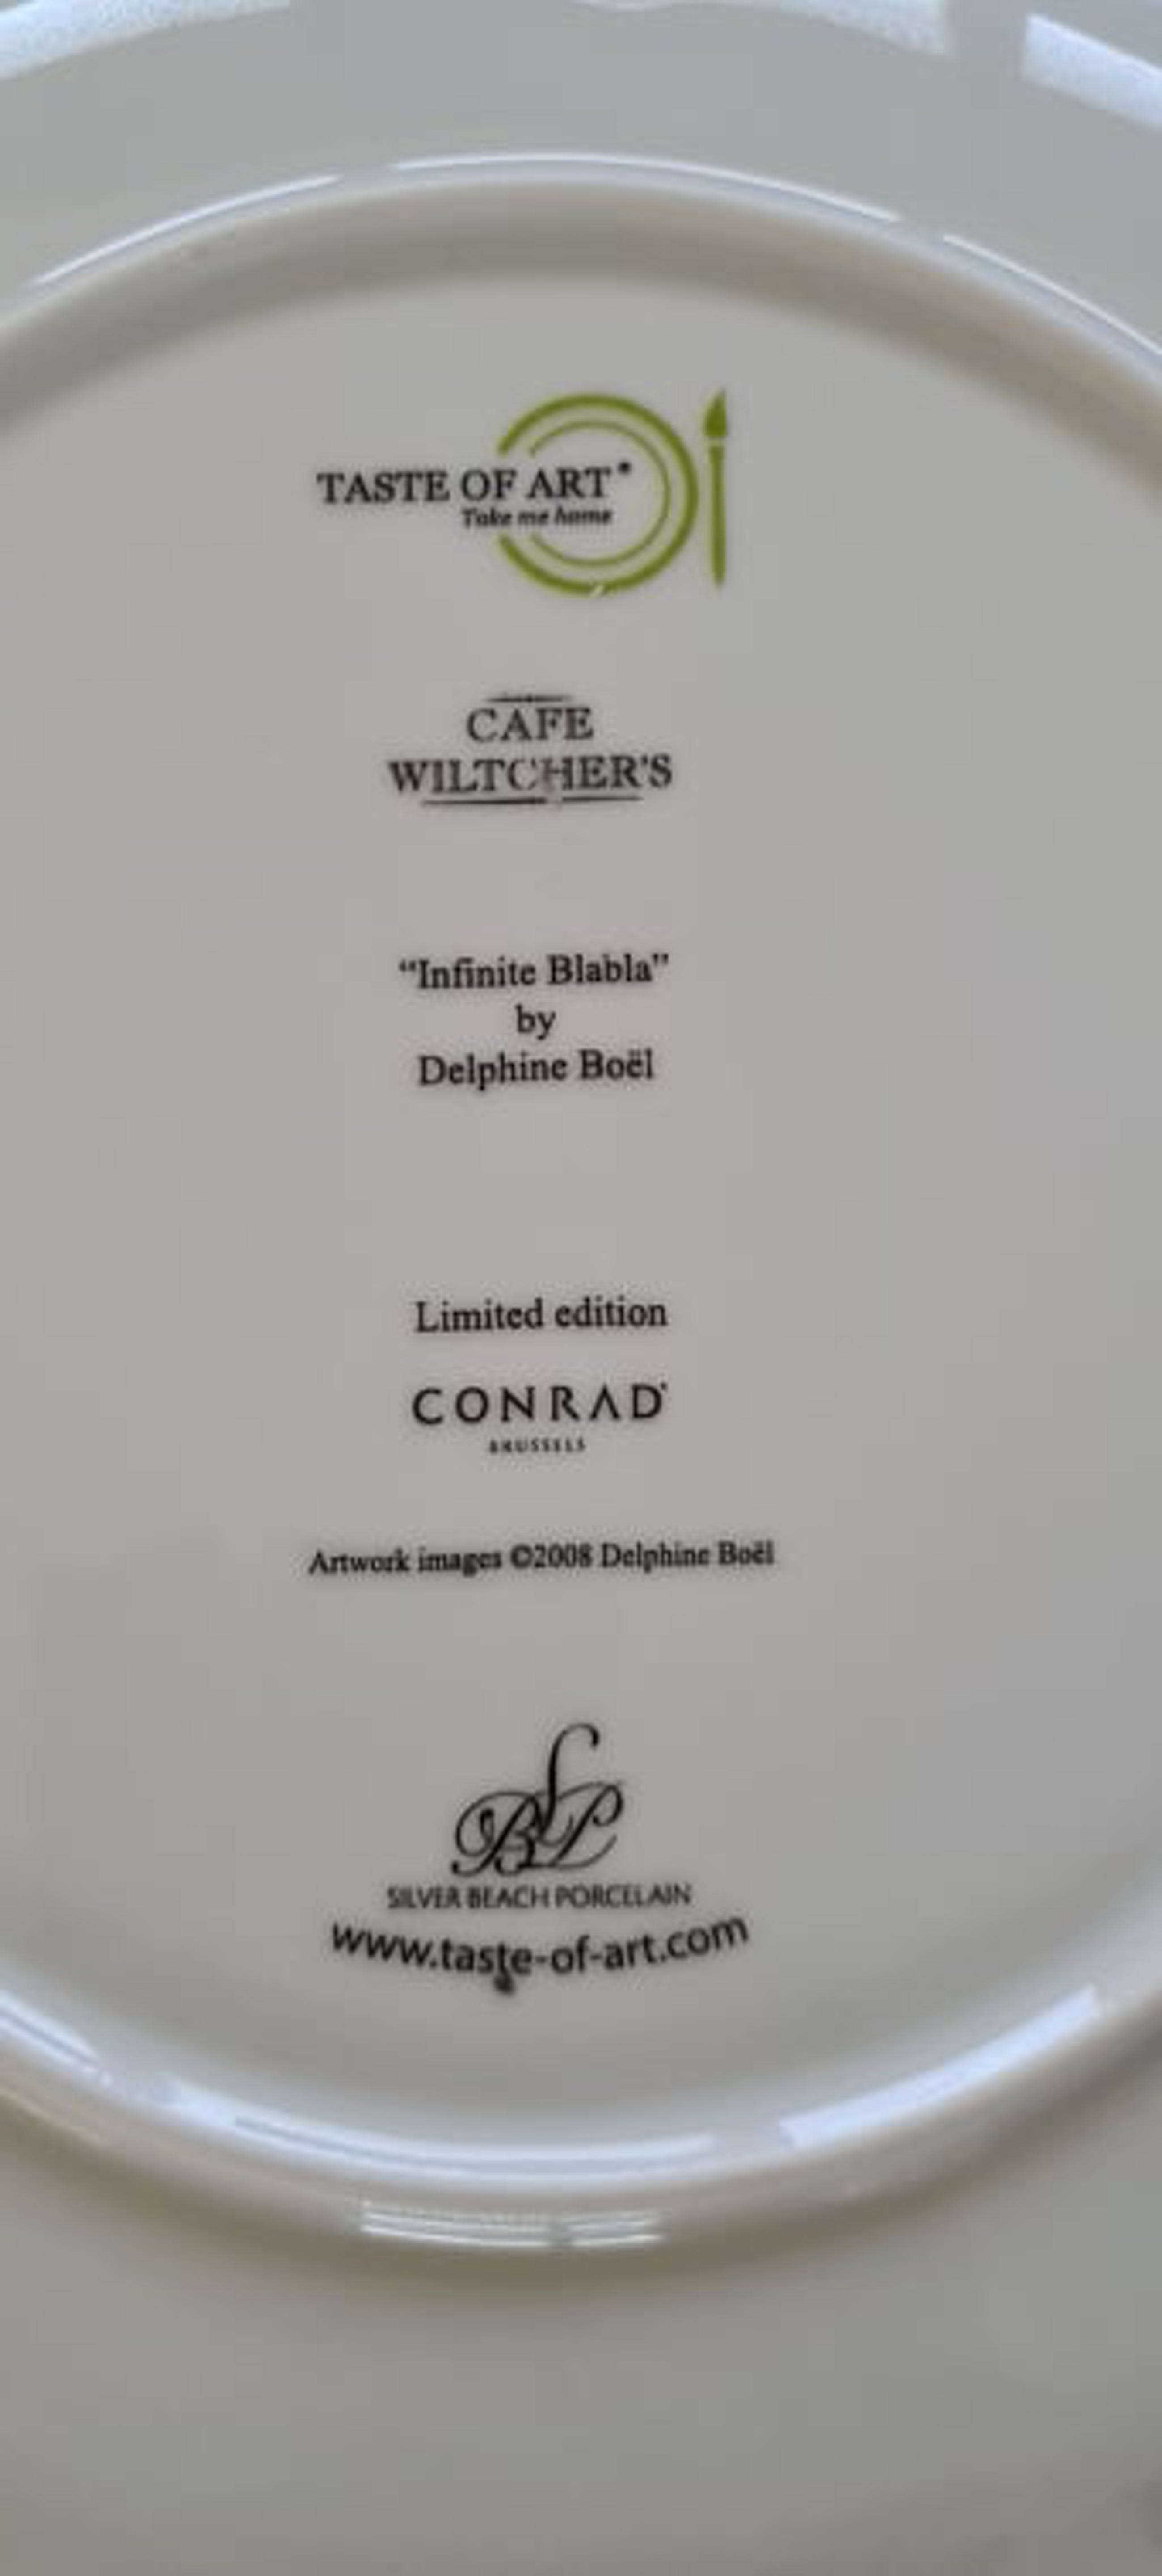 TASTE OF ART®
Take me home
CAFE
WILTCHER'S
“Infinite Blabla”
by
Delphine Boël
Limited edition
CONRAD®
BRUSSELS
Artwork images ©2008 Delphine Boël
BSP
SILVER BEACH PORCELAIN
www.taste-of-art.com